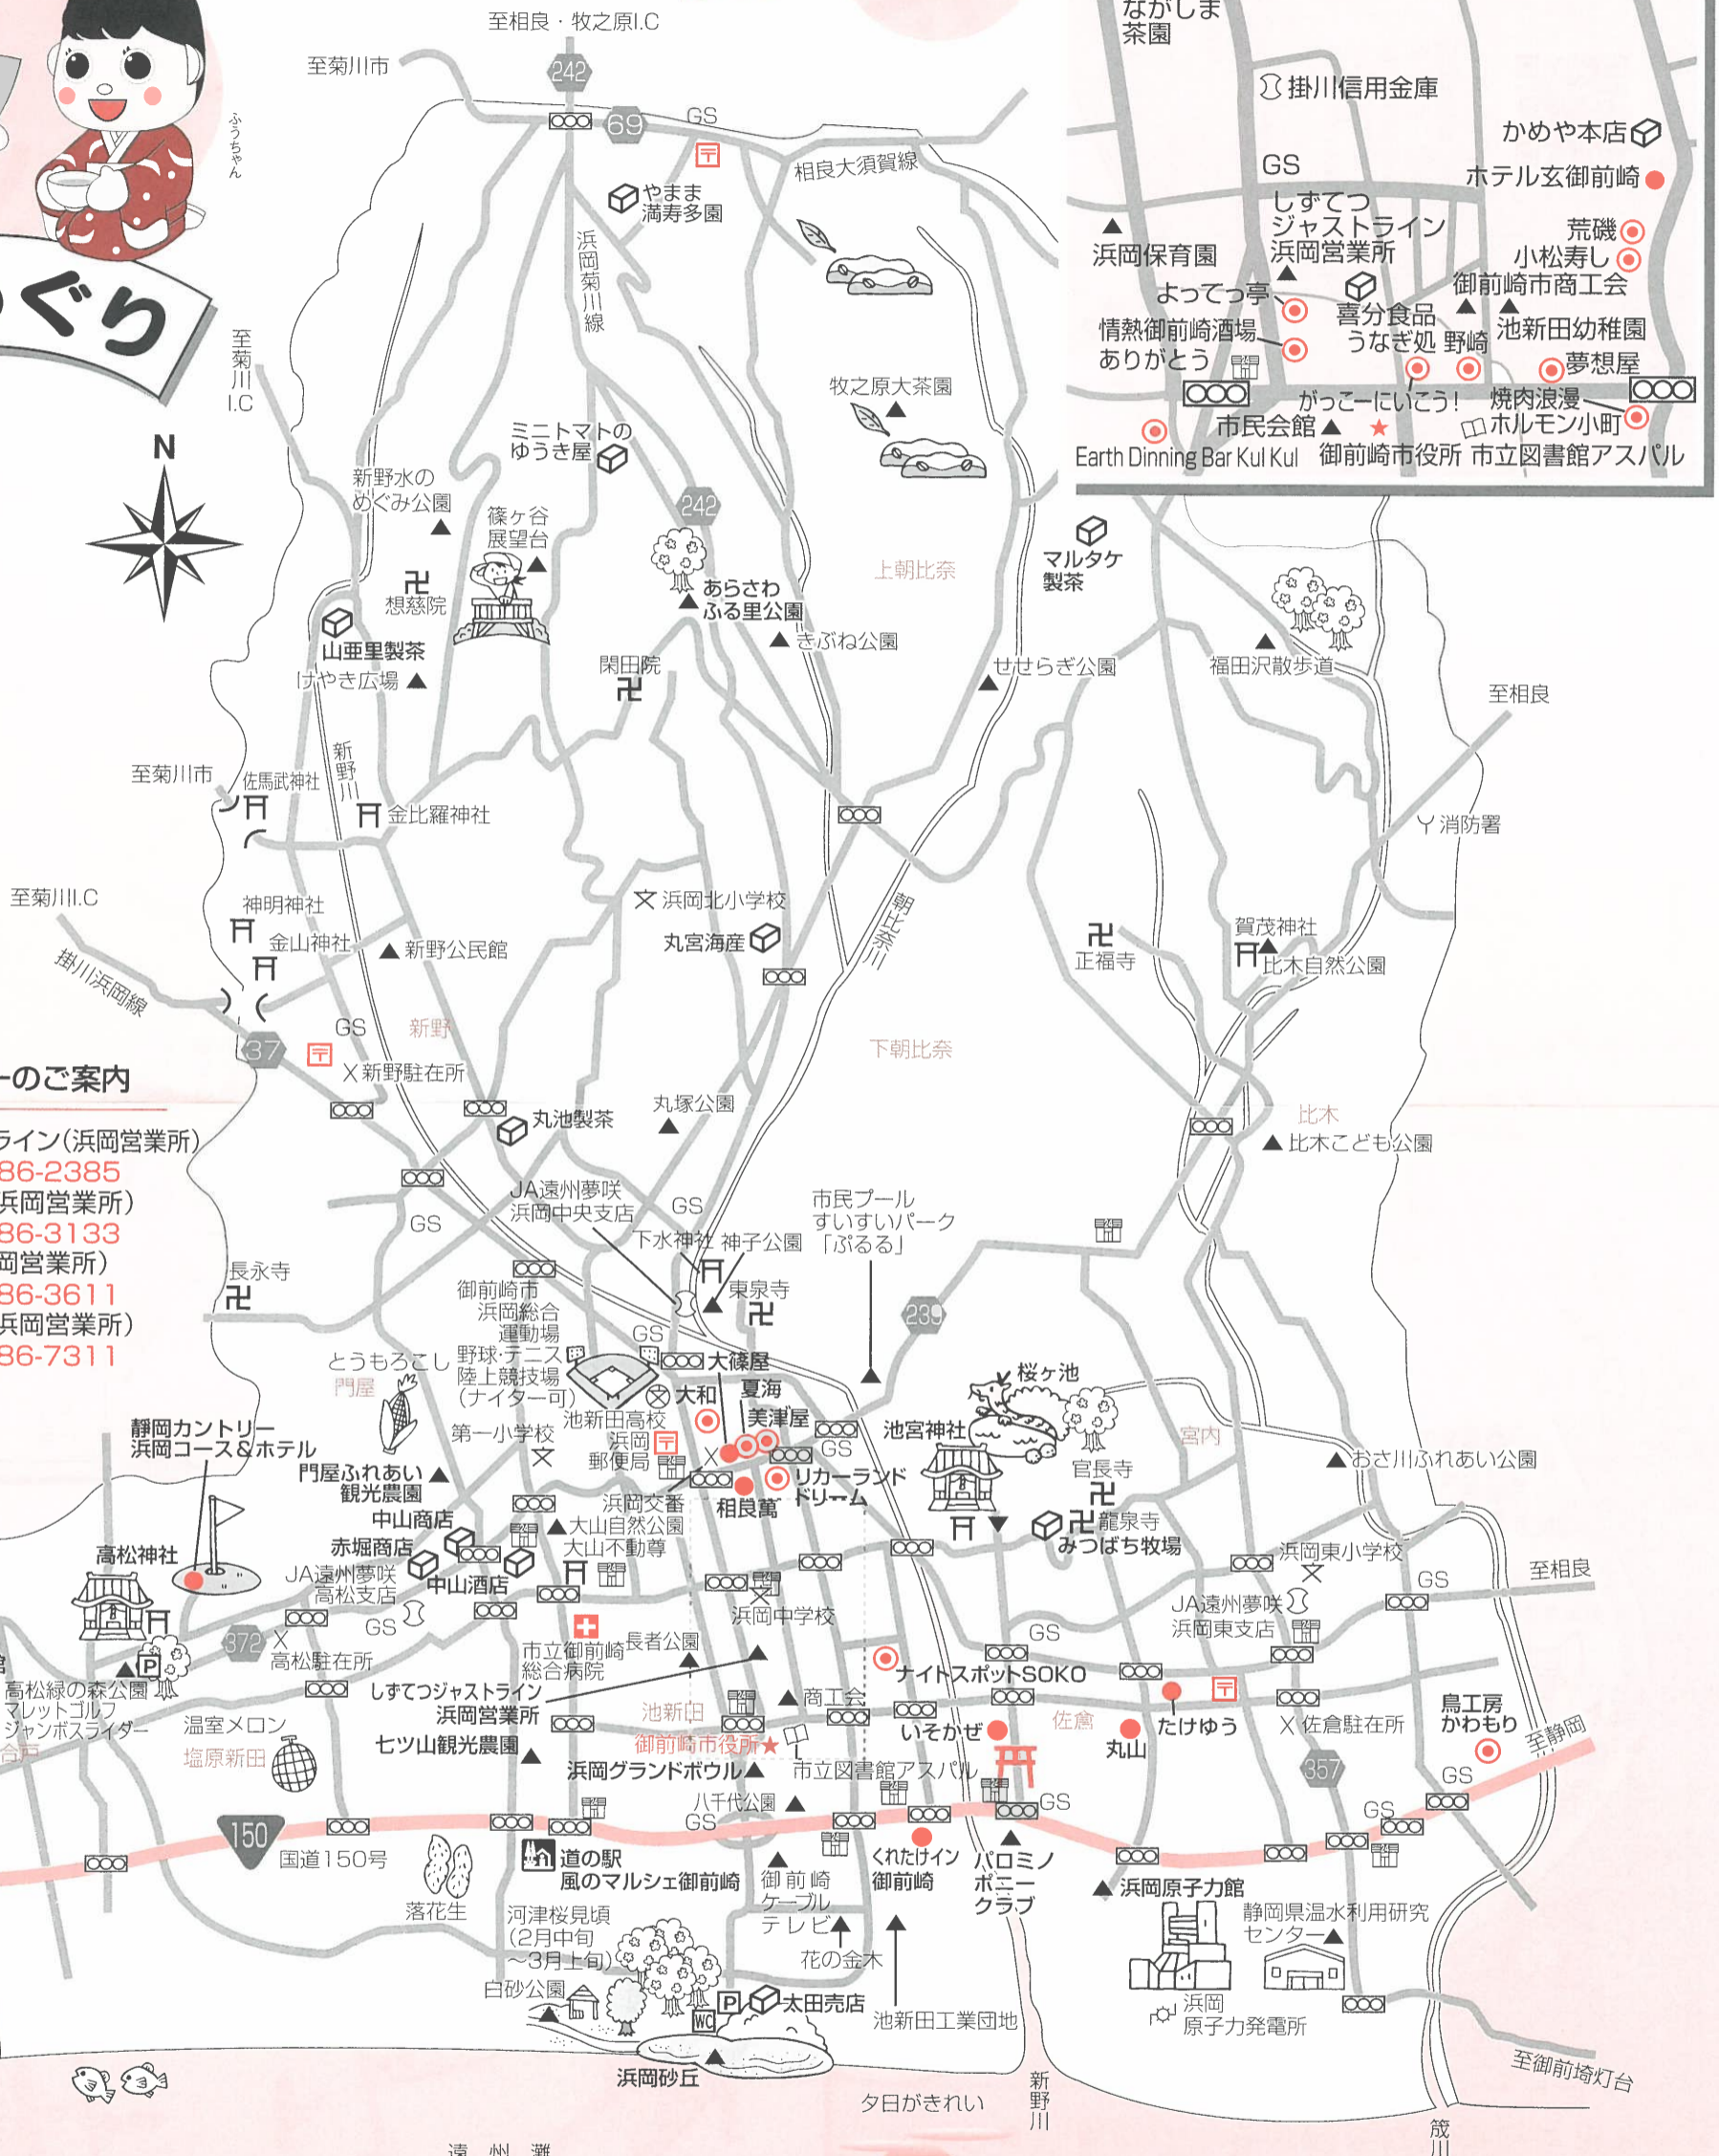 至相良・牧之原I.C
至菊川市
242
69
GS
相良大須賀線
ふうちゃん
ぐり
やまま
満寿多園
浜岡菊川線
至菊川I.C
N
牧之原大茶園
ミニトマトの
ゆうき屋
新野水の
めぐみ公園
篠ヶ谷
展望台
242
想慈院
あらさわ
ふる里公園
上朝比奈
きぶね公園
山亜里製茶
けやき広場
閑田院
せせらぎ公園
ながしま
茶園
掛川信用金庫
かめや本店
GS
ホテル玄御前崎
しずてつ
ジャストライン
浜岡営業所
浜岡保育園
荒磯
小松寿し
御前崎市商工会
よってっ亭
喜分食品
池新田幼稚園
情熱御前崎酒場
ありがとう
うなぎ処 野崎
夢想屋
がっこーにいこう!
焼肉浪漫
ホルモン小町
市民会館
Earth Dinning Bar Kul Kul
御前崎市役所
市立図書館アスパル
マルタケ
製茶
福田沢散歩道
至相良
至菊川市
佐馬武神社
新野川
金比羅神社
消防署
至菊川I.C
神明神社
金山神社
掛川浜岡線
新野公民館
浜岡北小学校
丸宮海産
朝比奈川
正福寺
賀茂神社
比木自然公園
GS
新野
37
新野駐在所
下朝比奈
ーのご案内
ライン(浜岡営業所)
86-2385
浜岡営業所)
86-3133
岡営業所)
86-3611
浜岡営業所)
86-7311
丸池製茶
丸塚公園
比木
比木こども公園
GS
JA遠州夢咲
浜岡中央支店
GS
下水神社
神子公園
市民プール
すいすいパーク
「ぷるる」
長永寺
御前崎市
浜岡総合
運動場
野球・テニス
陸上競技場
(ナイター可)
東泉寺
239
GS
とうもろこし
門屋
大篠屋
大和
夏海
美津屋
桜ヶ池
池宮神社
静岡カントリー
浜岡コース&ホテル
第一小学校
池新田高校
浜岡
郵便局
GS
宮内
おさ川ふれあい公園
門屋ふれあい
観光農園
リカーランド
ドリーム
官長寺
浜岡交番
相良萬
中山商店
大山自然公園
大山不動尊
龍泉寺
みつばち牧場
赤堀商店
中山酒店
高松神社
JA遠州夢咲
高松支店
GS
浜岡東小学校
至相良
GS
JA遠州夢咲
浜岡東支店
浜岡中学校
372
高松駐在所
市立御前崎
総合病院
長者公園
GS
館
高松緑の森公園
マレットゴルフ
ジャンボスライダー
合戸
ナイトスポットSOKO
しずてつジャストライン
浜岡営業所
池新田
商工会
温室メロン
塩原新田
七ツ山観光農園
御前崎市役所
いそかぜ
佐倉
たけゆう
丸山
佐倉駐在所
鳥工房
かわもり
至静岡
浜岡グランドボウル
市立図書館アスパル
357
GS
GS
八千代公園
GS
GS
150
国道150号
道の駅
風のマルシェ御前崎
くれたけイン
御前崎
パロミノ
ポニー
クラブ
浜岡原子力館
落花生
御前崎
ケーブル
テレビ
河津桜見頃
(2月中旬
〜3月上旬)
静岡県温水利用研究
センター
花の金木
白砂公園
P
WC
太田売店
池新田工業団地
浜岡
原子力発電所
浜岡砂丘
至御前埼灯台
夕日がきれい
新野川
筬川
遠州灘